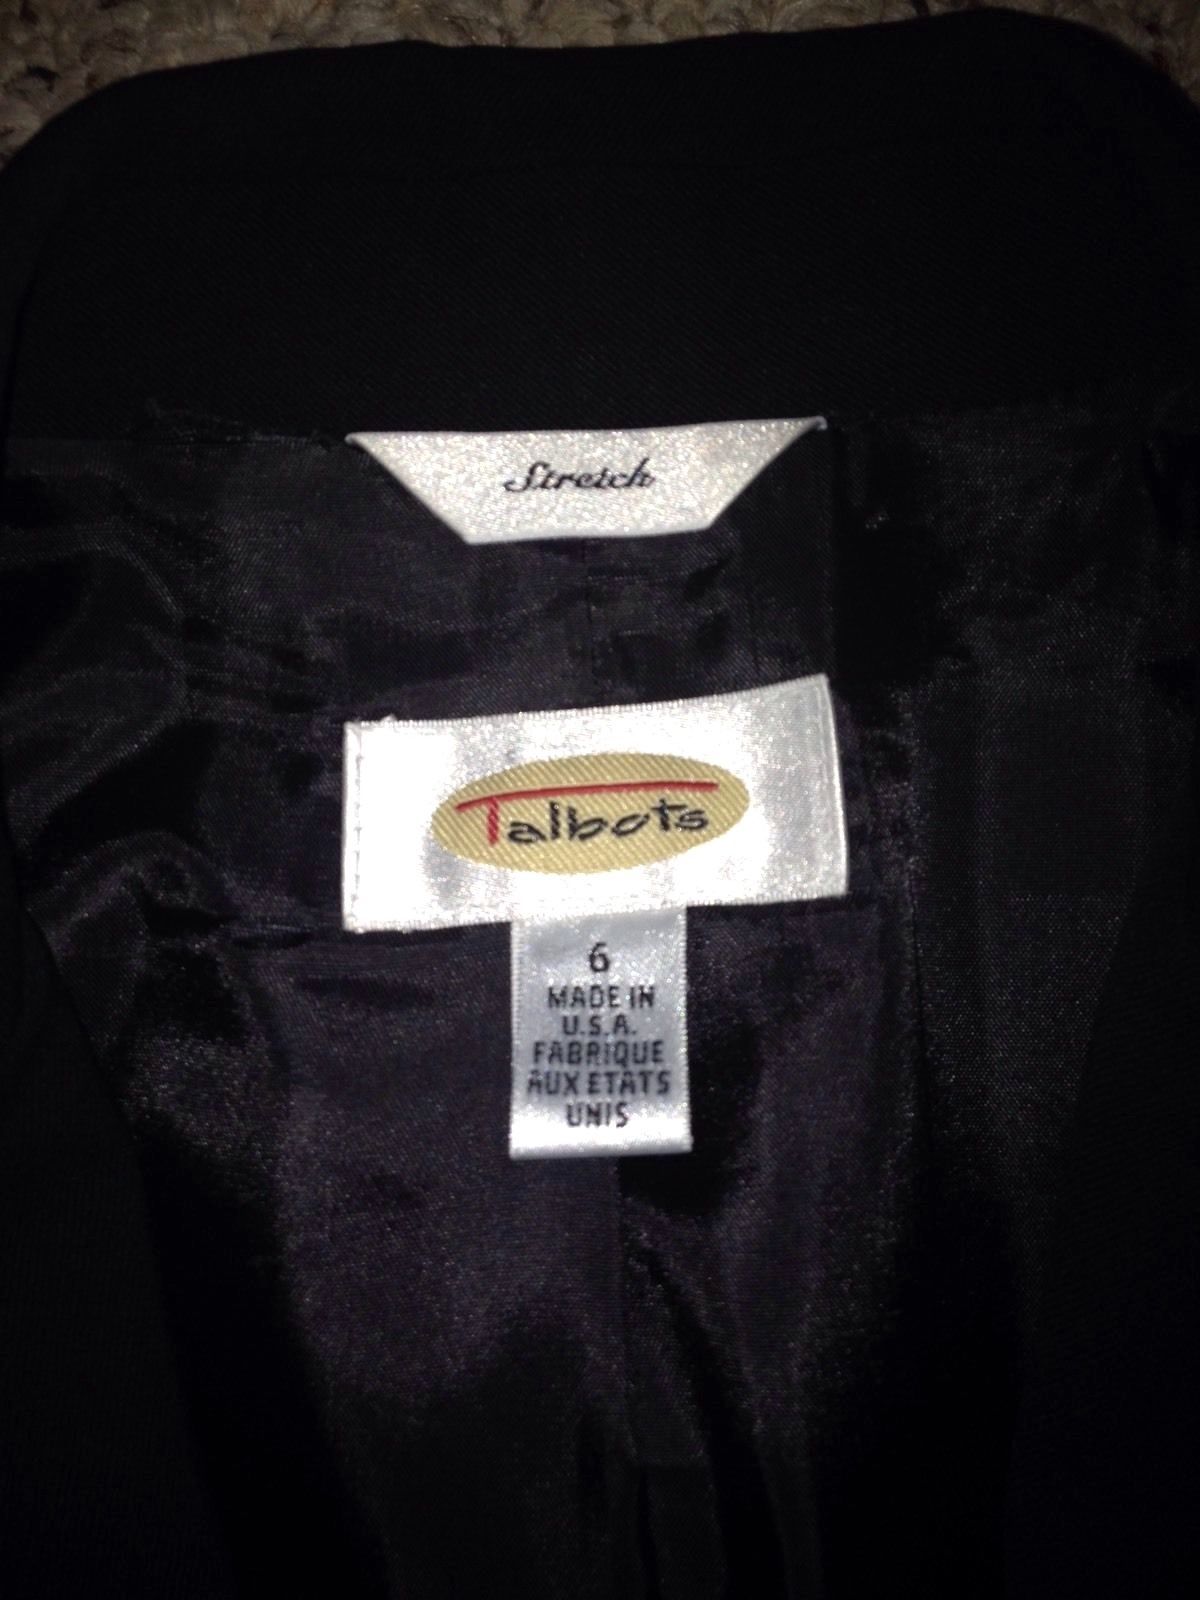 Stretch
Talbots
6
MADE IN
U.S.A.
FABRIQUE
AUX ETATS
UNIS